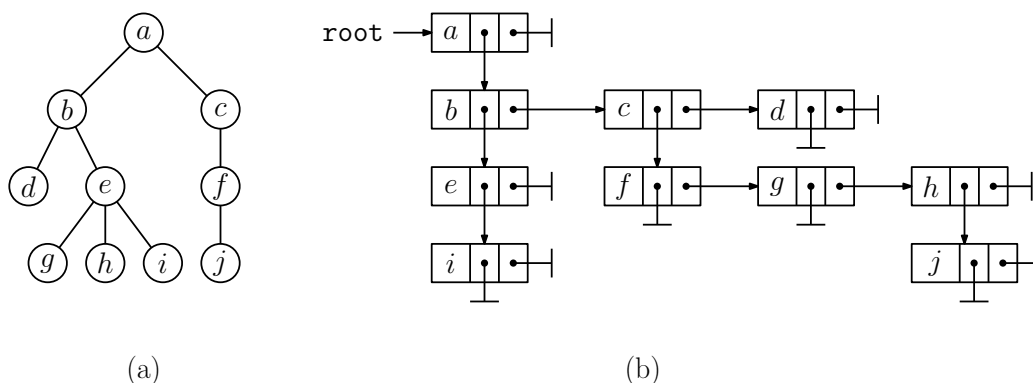 a
b c
d e f
g h i j
(a)
root a
b c d
e f g h
i j
(b)